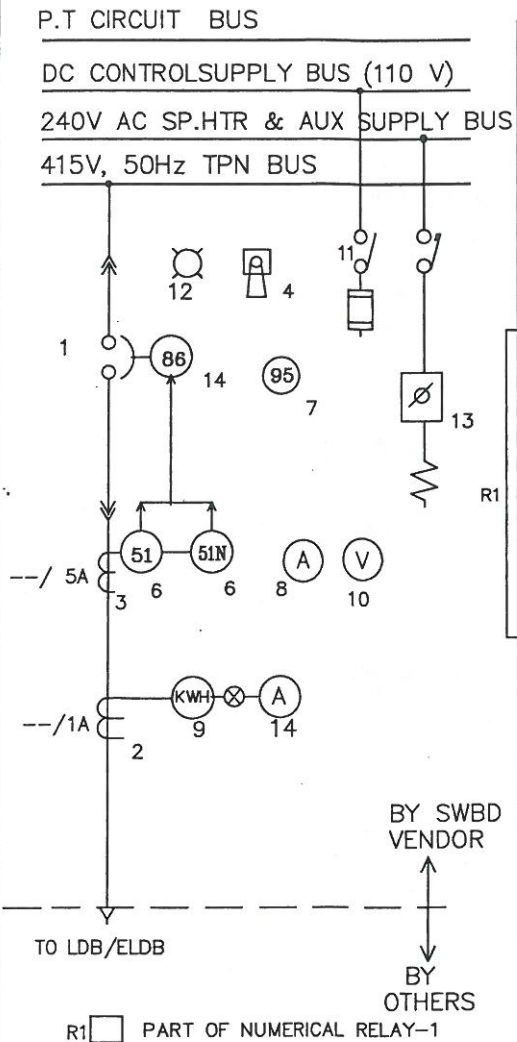 P.T CIRCUIT BUS
DC CONTROLSUPPLY BUS (110 V)
240V AC SP.HTR & AUX SUPPLY BUS
415V, 50Hz TPN BUS
11
12
4
1
86
14
95
7
13
R1
51
51N
A
V
--/ 5A
3
6
6
8
10
KWH
A
--/1A
2
9
14
BY SWBD
VENDOR
TO LDB/ELDB
BY
OTHERS
R1 PART OF NUMERICAL RELAY-1